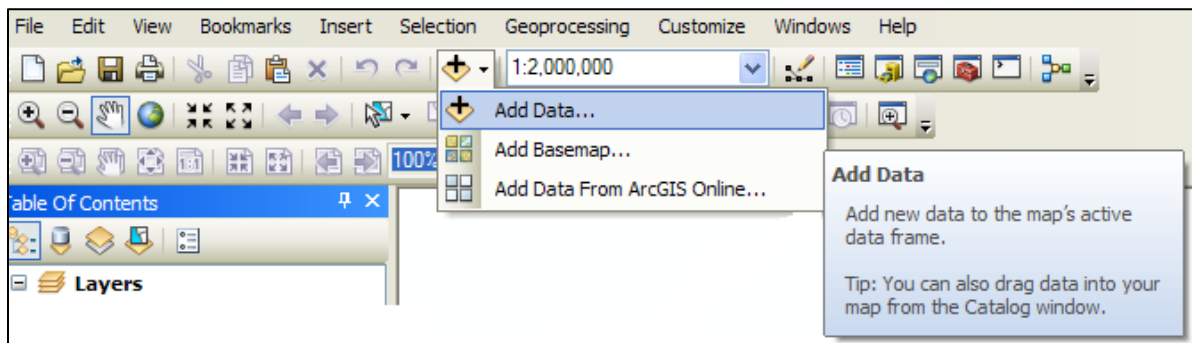 File Edit View Bookmarks Insert Selection Geoprocessing Customize Windows Help
1:2,000,000
Add Data...
Add Basemap...
100%
Add Data From ArcGIS Online...
Table Of Contents
Layers
Add Data
Add new data to the map's active
data frame.
Tip: You can also drag data into your
map from the Catalog window.